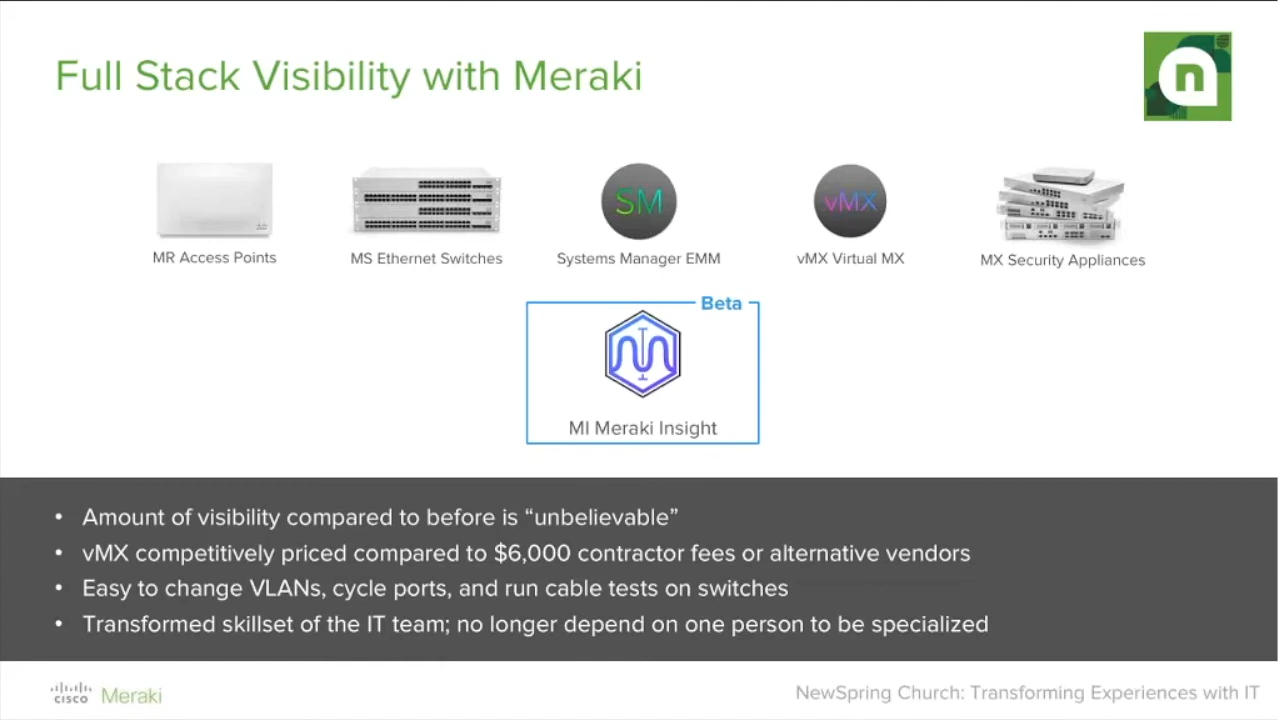 Full Stack Visibility with Meraki
n
SM
vMX
MR Access Points
MS Ethernet Switches
Systems Manager EMM
vMX Virtual MX
MX Security Appliances
Beta
MI Meraki Insight
• Amount of visibility compared to before is “unbelievable”
• vMX competitively priced compared to $6,000 contractor fees or alternative vendors
• Easy to change VLANs, cycle ports, and run cable tests on switches
• Transformed skillset of the IT team; no longer depend on one person to be specialized
cisco Meraki
NewSpring Church: Transforming Experiences with IT